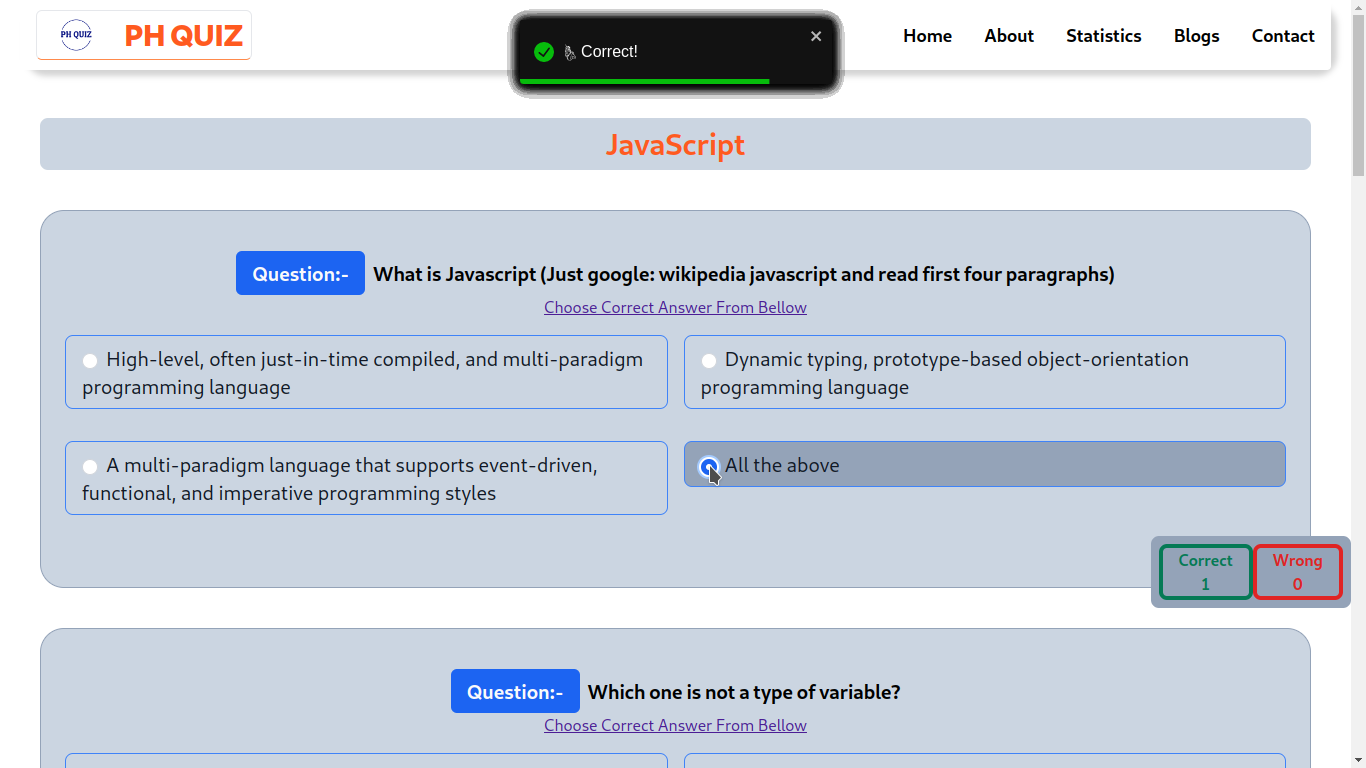 PH QUIZ
PH QUIZ
Correct!
Home
About
Statistics
Blogs
Contact
JavaScript
Question:- What is Javascript (Just google: wikipedia javascript and read first four paragraphs)
Choose Correct Answer From Bellow
High-level, often just-in-time compiled, and multi-paradigm
programming language
Dynamic typing, prototype-based object-orientation
programming language
A multi-paradigm language that supports event-driven,
functional, and imperative programming styles
All the above
Correct
1
Wrong
0
Question:- Which one is not a type of variable?
Choose Correct Answer From Bellow